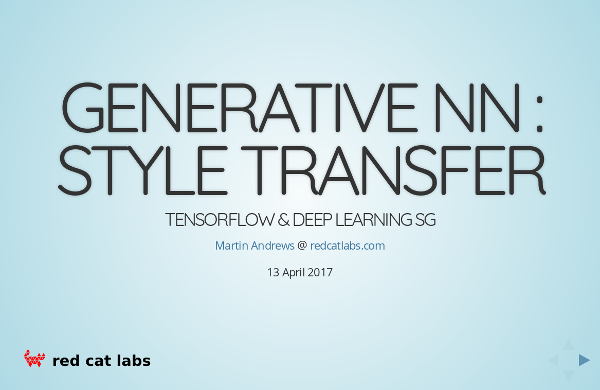 GENERATIVE NN :
STYLE TRANSFER
TENSORFLOW & DEEP LEARNING SG
Martin Andrews @ redcatlabs.com
13 April 2017
red cat labs